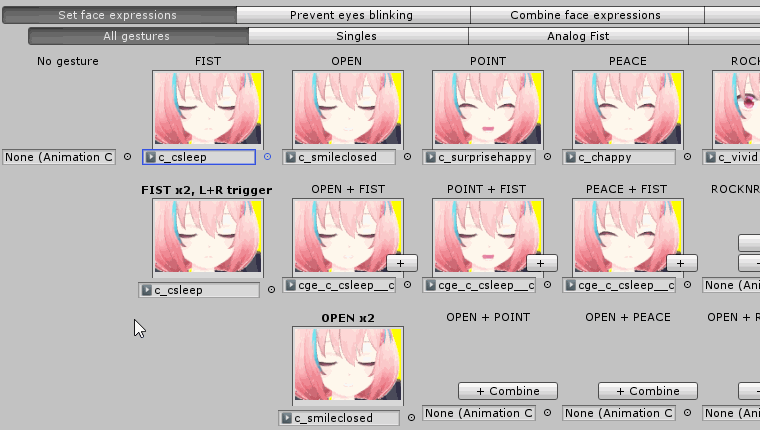 Set face expressions Prevent eyes blinking Combine face expressions
All gestures Singles Analog Fist
No gesture FIST OPEN POINT PEACE ROCK
None (Animation C c_csleep c_smileclosed c_surprisehappy c_chappy c_vivid
FIST x2, L+R trigger OPEN + FIST POINT + FIST PEACE + FIST ROCKNR
+ + +
c_csleep cge_c_csleep__c cge_c_csleep__c cge_c_csleep__c None (Ani
OPEN x2 OPEN + POINT OPEN + PEACE OPEN + R
+ Combine + Combine
c_smileclosed None (Animation C None (Animation C None (Ani